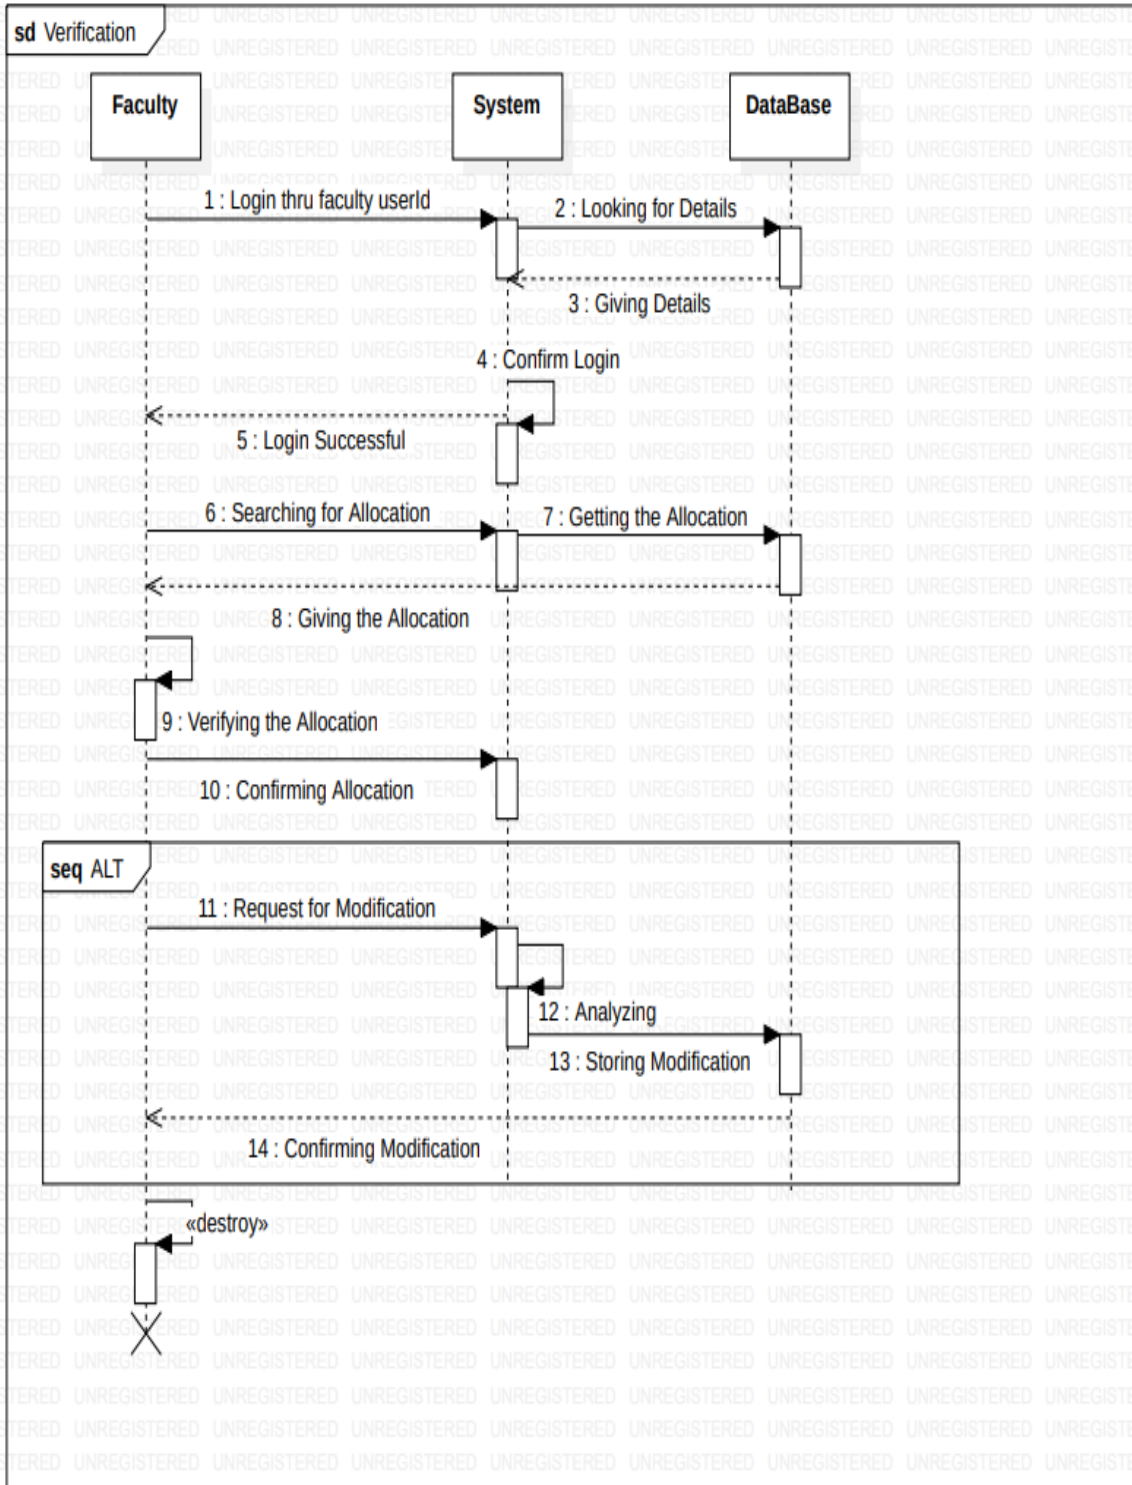 sd Verification
Faculty
System
DataBase
1 : Login thru faculty userId
2 : Looking for Details
3 : Giving Details
4 : Confirm Login
5 : Login Successful
6 : Searching for Allocation
7 : Getting the Allocation
8 : Giving the Allocation
9 : Verifying the Allocation
10 : Confirming Allocation
seq ALT
11 : Request for Modification
12 : Analyzing
13 : Storing Modification
14 : Confirming Modification
«destroy»
UNREGISTERED